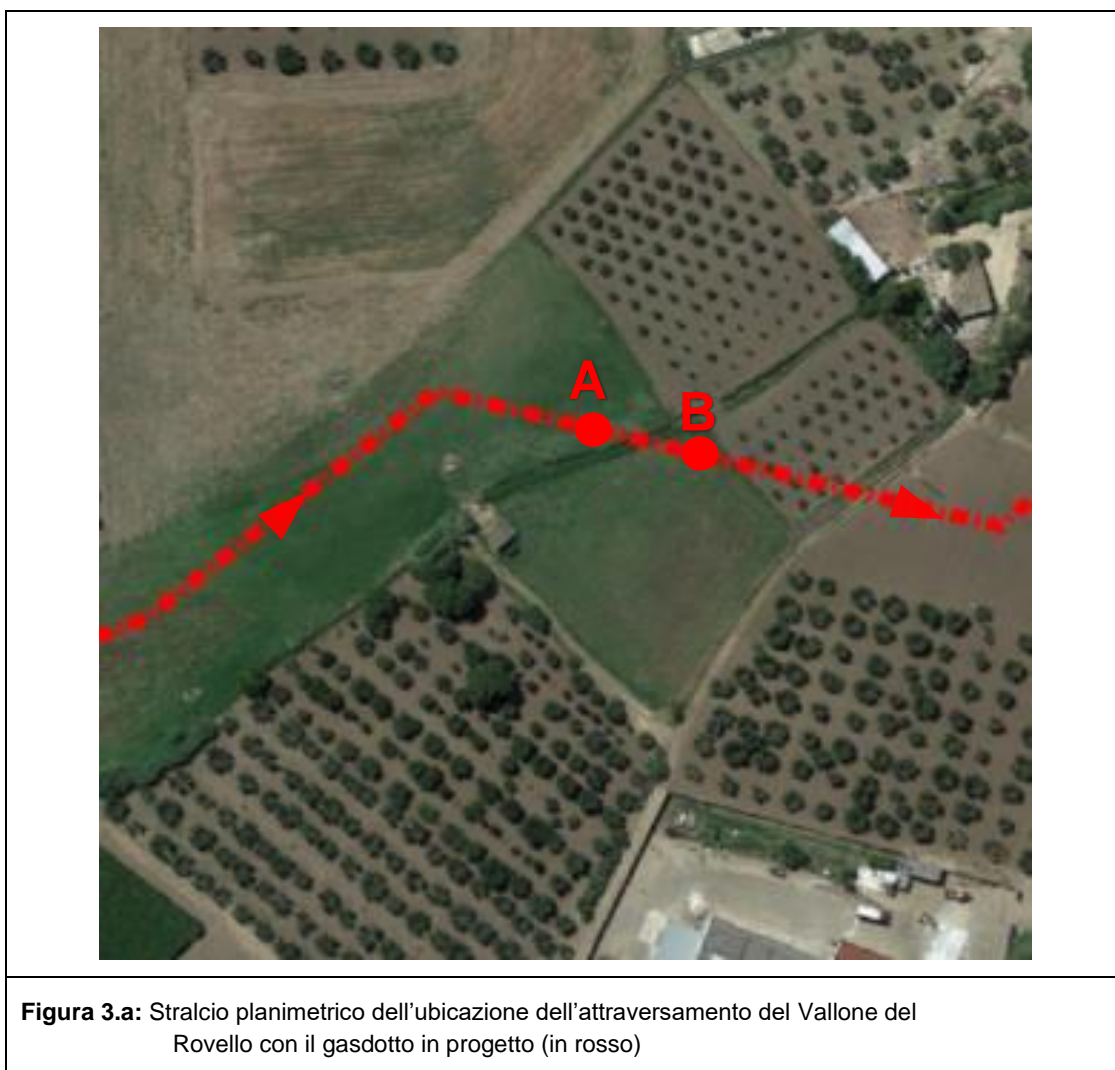 A
B
Figura 3.a: Stralcio planimetrico dell'ubicazione dell'attraversamento del Vallone del
Rovello con il gasdotto in progetto (in rosso)